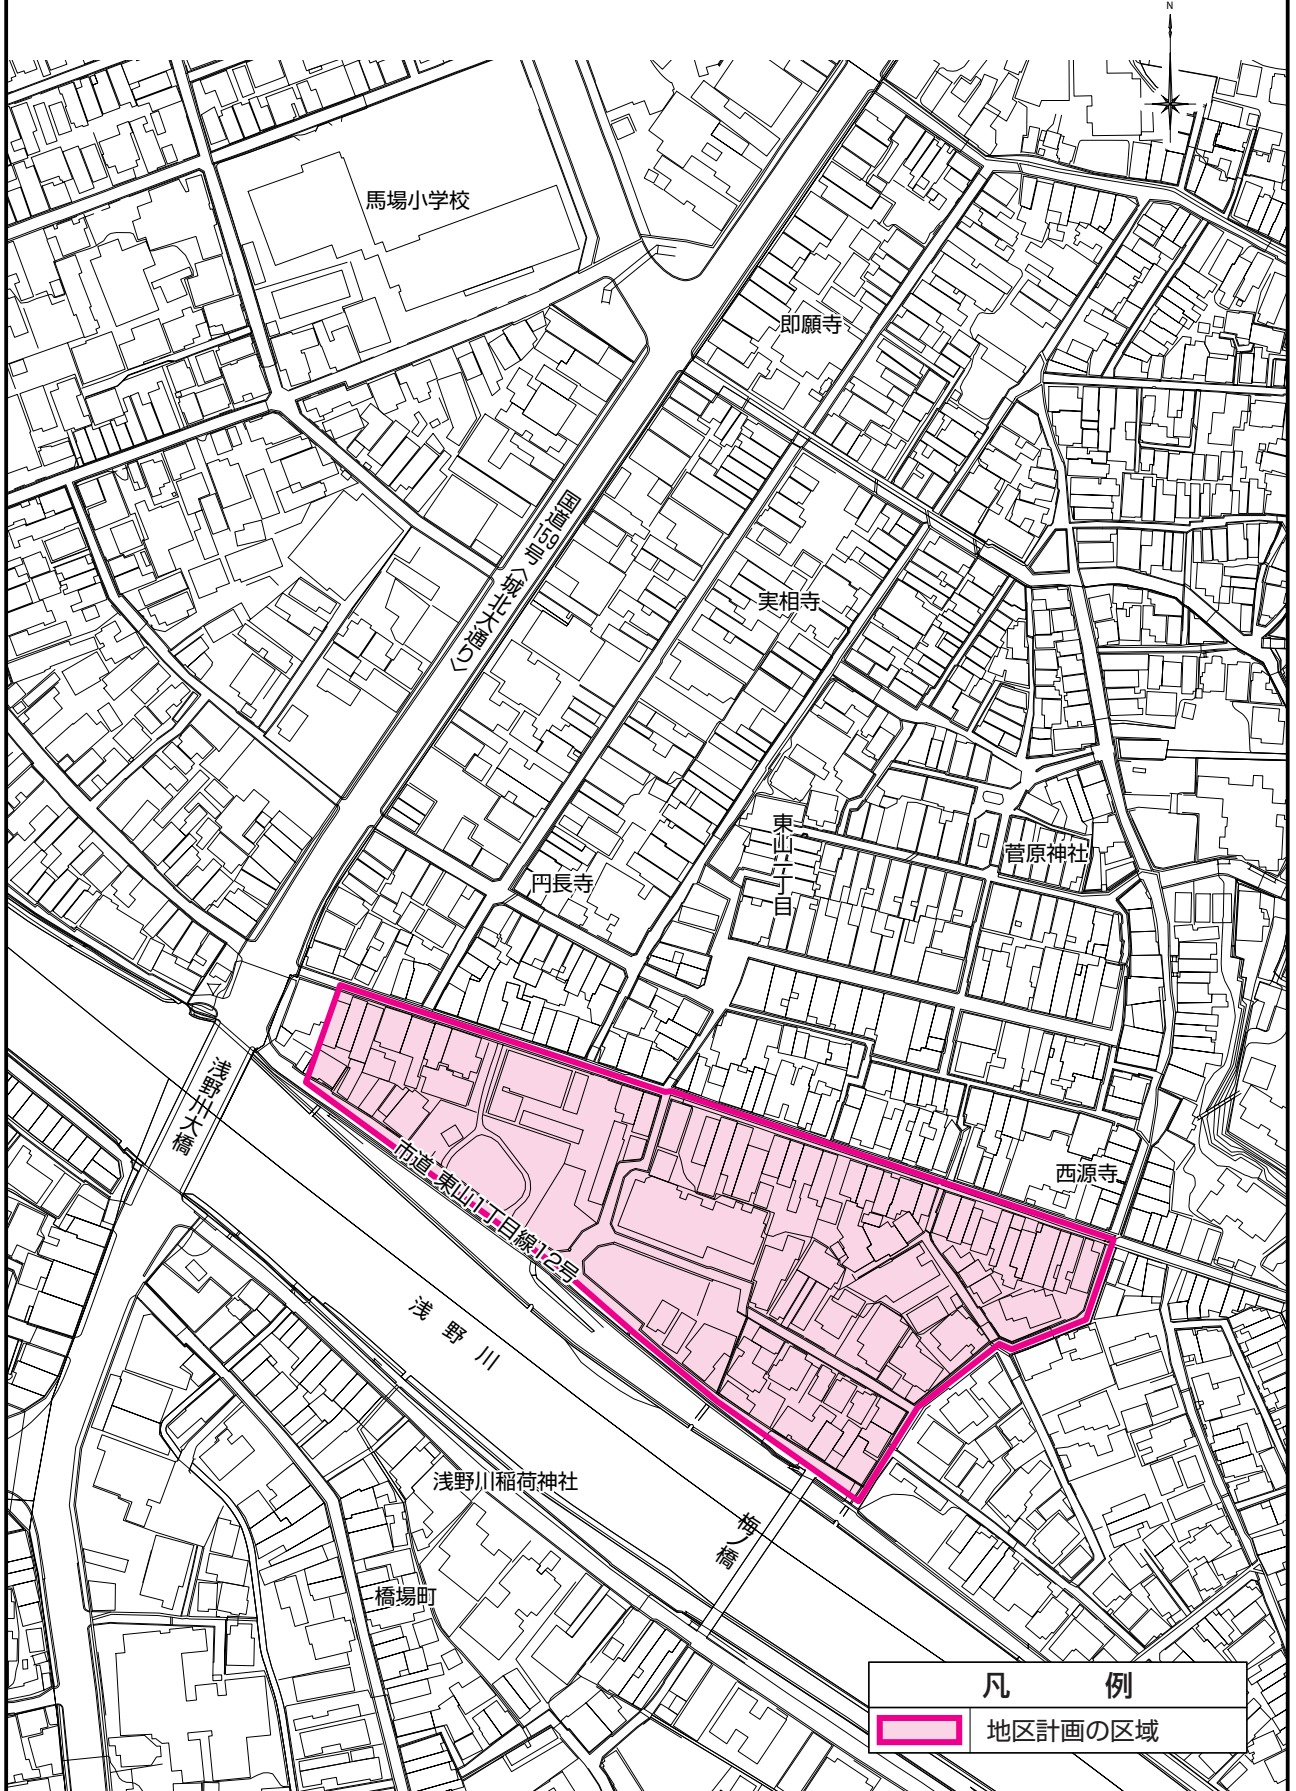 N
馬場小学校
即願寺
国道159号〈城北大通り〉
実相寺
東山一丁目
菅原神社
円長寺
浅野川大橋
市道 東山1丁目線12号
西源寺
浅野川
浅野川稲荷神社
梅ノ橋
橋場町
凡 例
地区計画の区域